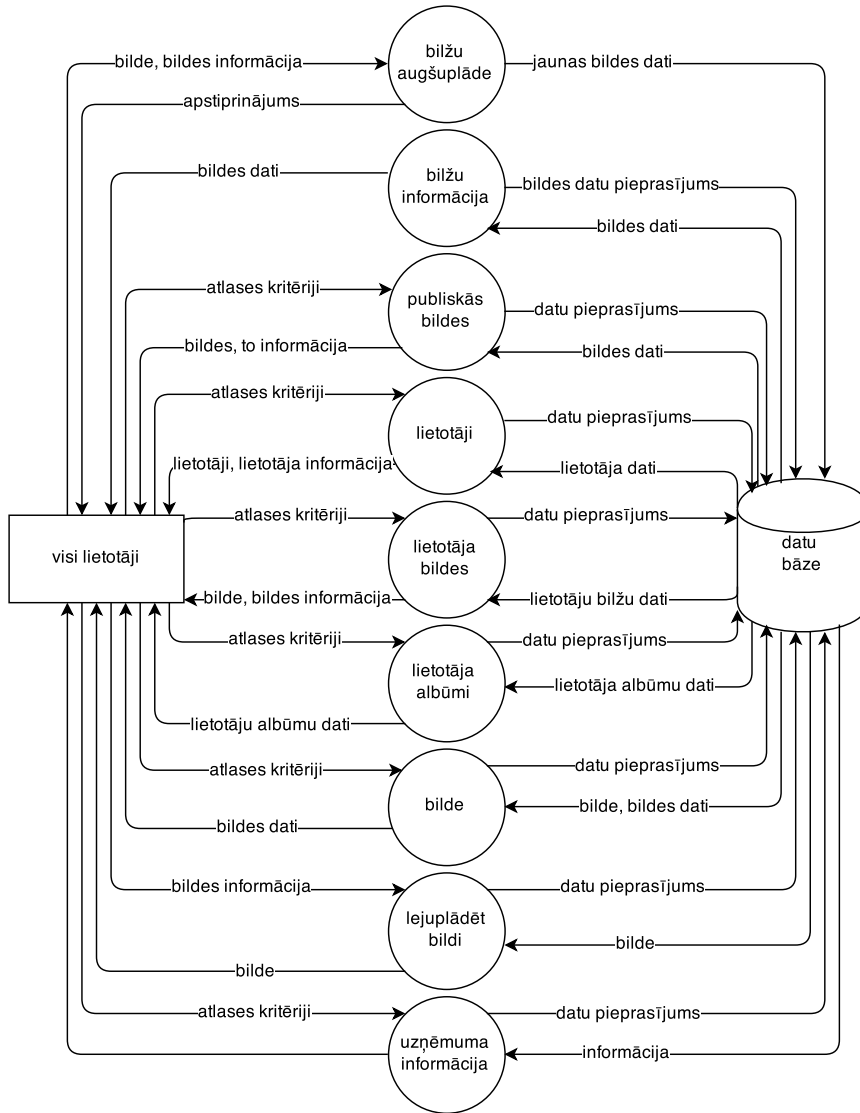 bilžu
augšuplāde
bilde, bildes informācija
jaunas bildes dati
apstiprinājums
bilžu
informācija
bildes dati
bildes datu pieprasījums
bildes dati
publiskās
bildes
atlases kritēriji
datu pieprasījums
bildes, to informācija
bildes dati
atlases kritēriji
lietotāji
datu pieprasījums
lietotāji, lietotāja informācija
lietotāja dati
visi lietotāji
atlases kritēriji
lietotāja
bildes
datu pieprasījums
datu
bāze
bilde, bildes informācija
lietotāju bilžu dati
atlases kritēriji
lietotāja
albūmi
datu pieprasījums
lietotāja albūmu dati
lietotāju albūmu dati
atlases kritēriji
bilde
datu pieprasījums
bilde, bildes dati
bildes dati
bildes informācija
lejuplādēt
bildi
datu pieprasījums
bilde
bilde
atlases kritēriji
uzņēmuma
informācija
datu pieprasījums
informācija